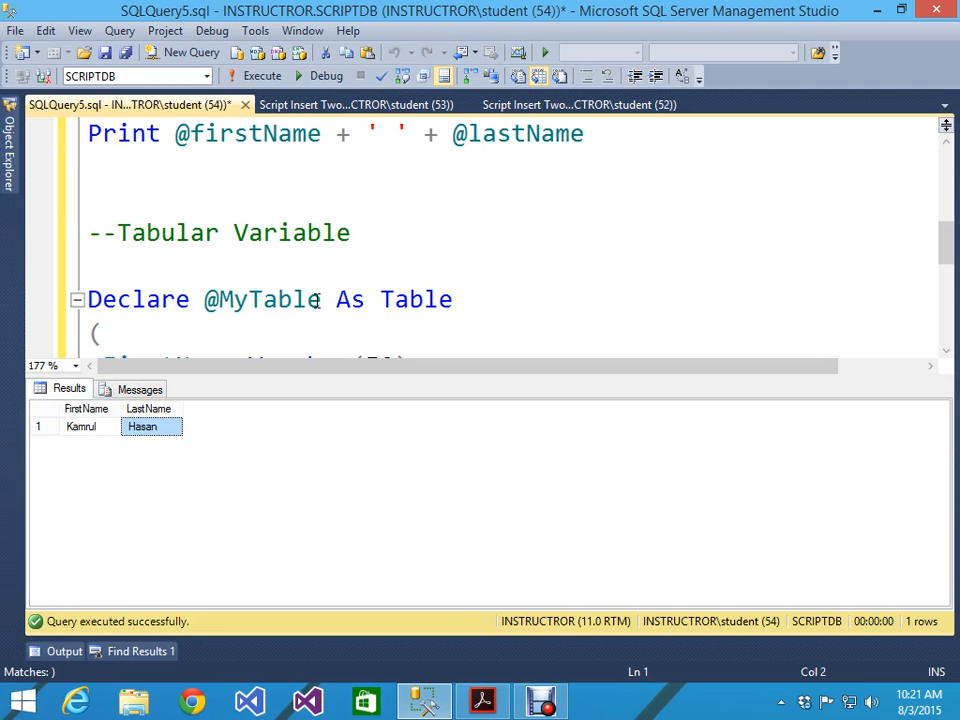 SQLQuery5.sql - INSTRUCTROR.SCRIPTDB (INSTRUCTROR\student (54))* - Microsoft SQL Server Management Studio
File Edit View Query Project Debug Tools Window Help
New Query
SCRIPTDB Execute Debug
SQLQuery5.sql - IN...TROR\student (54))* Script Insert Two...CTROR\student (53)) Script Insert Two...CTROR\student (52))
Object Explorer
Print @firstName + ' ' + @lastName
--Tabular Variable
Declare @MyTable As Table
(
177 %
Results Messages
FirstName LastName
1 Kamrul Hasan
Query executed successfully. INSTRUCTROR (11.0 RTM) INSTRUCTROR\student (54) SCRIPTDB 00:00:00 1 rows
Output Find Results 1
Matches: ) Ln 1 Col 2 INS
10:21 AM
8/3/2015